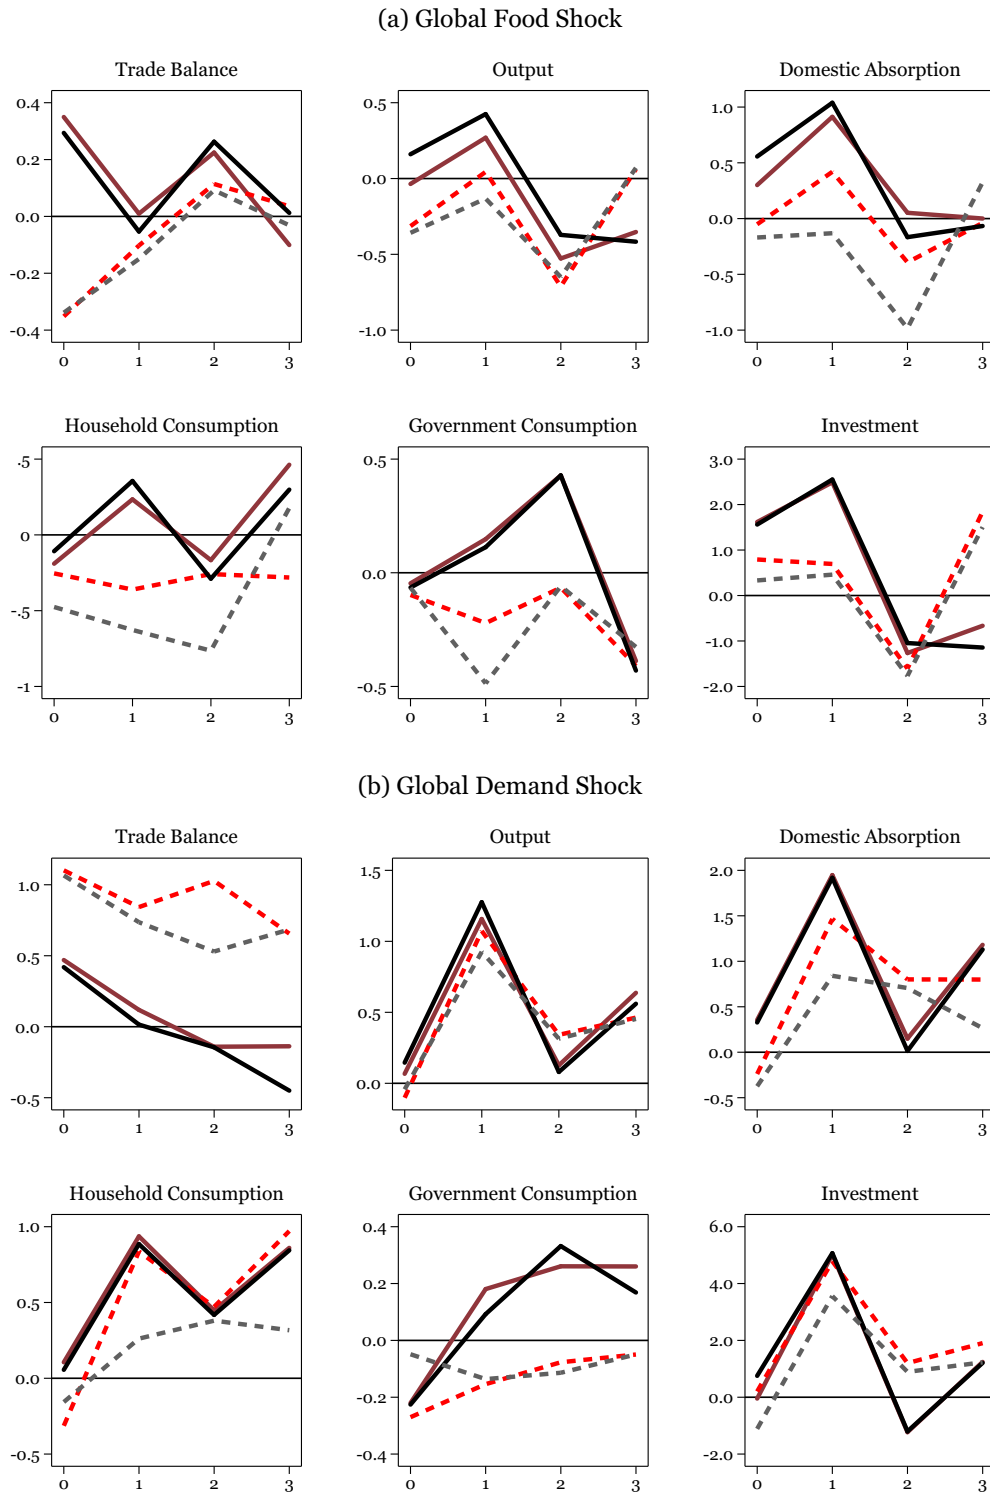 (a) Global Food Shock
Trade Balance
Output
Domestic Absorption
0.4
0.2
0.0
-0.2
-0.4
0 1 2 3
0.5
0.0
-0.5
-1.0
0 1 2 3
1.0
0.5
0.0
-0.5
-1.0
0 1 2 3
Household Consumption
Government Consumption
Investment
.5
0
-.5
-1
0 1 2 3
0.5
0.0
-0.5
0 1 2 3
3.0
2.0
1.0
0.0
-1.0
-2.0
0 1 2 3
(b) Global Demand Shock
Trade Balance
Output
Domestic Absorption
1.0
0.5
0.0
-0.5
0 1 2 3
1.5
1.0
0.5
0.0
0 1 2 3
2.0
1.5
1.0
0.5
0.0
-0.5
0 1 2 3
Household Consumption
Government Consumption
Investment
1.0
0.5
0.0
-0.5
0 1 2 3
0.4
0.2
0.0
-0.2
-0.4
0 1 2 3
6.0
4.0
2.0
0.0
-2.0
0 1 2 3